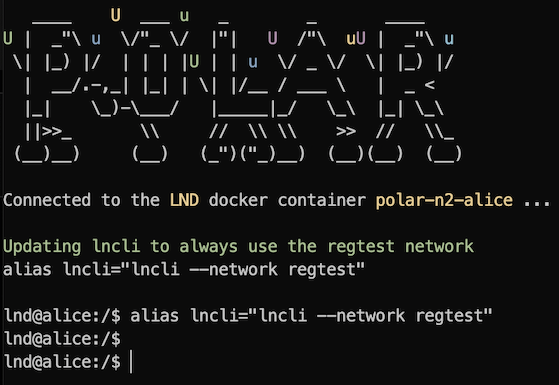 POLAR
Connected to the LND docker container polar-n2-alice ...
Updating lncli to always use the regtest network
alias lncli="lncli --network regtest"
lnd@alice:/$ alias lncli="lncli --network regtest"
lnd@alice:/$
lnd@alice:/$